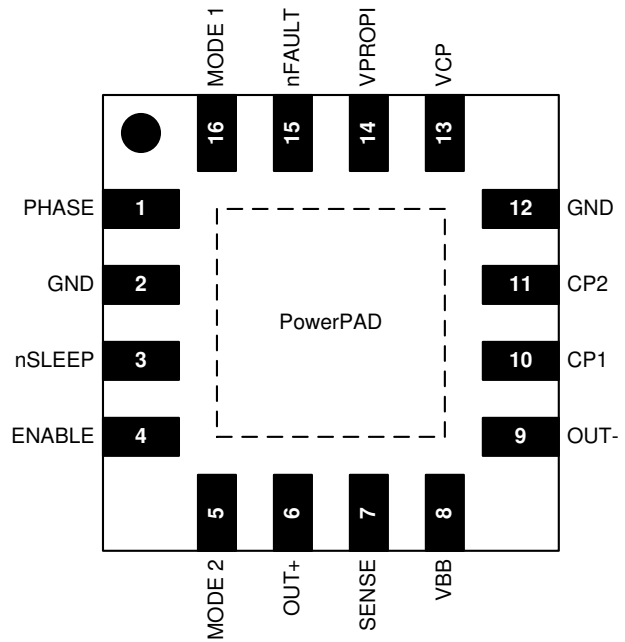 MODE 1
nFAULT
VPROPI
VCP
16
15
14
13
PHASE 1
12 GND
GND 2
11 CP2
PowerPAD
nSLEEP 3
10 CP1
ENABLE 4
9 OUT-
5
6
7
8
MODE 2
OUT+
SENSE
VBB